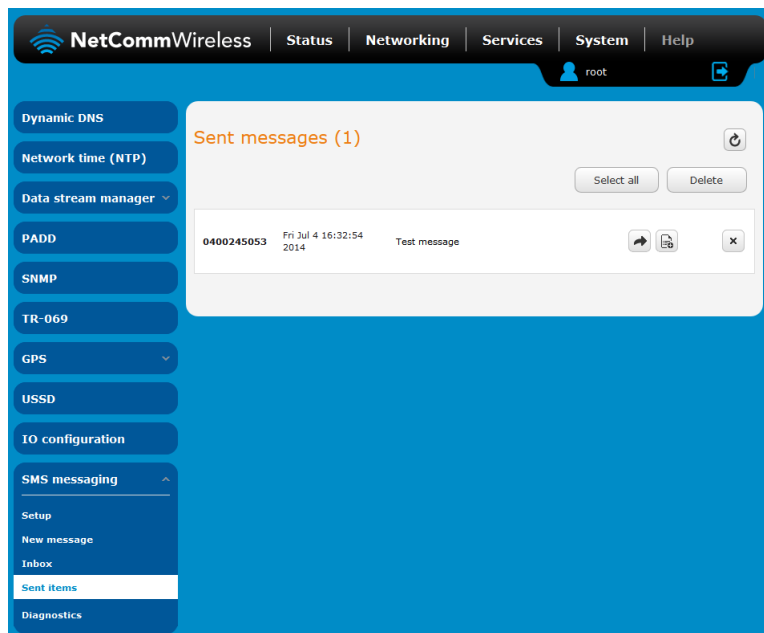 NetCommWireless Status Networking Services System Help
root
Dynamic DNS
Network time (NTP)
Data stream manager
PADD
SNMP
TR-069
GPS
USSD
IO configuration
SMS messaging
Setup
New message
Inbox
Sent items
Diagnostics
Sent messages (1)
Select all Delete
0400245053 Fri Jul 4 16:32:54 Test message
2014